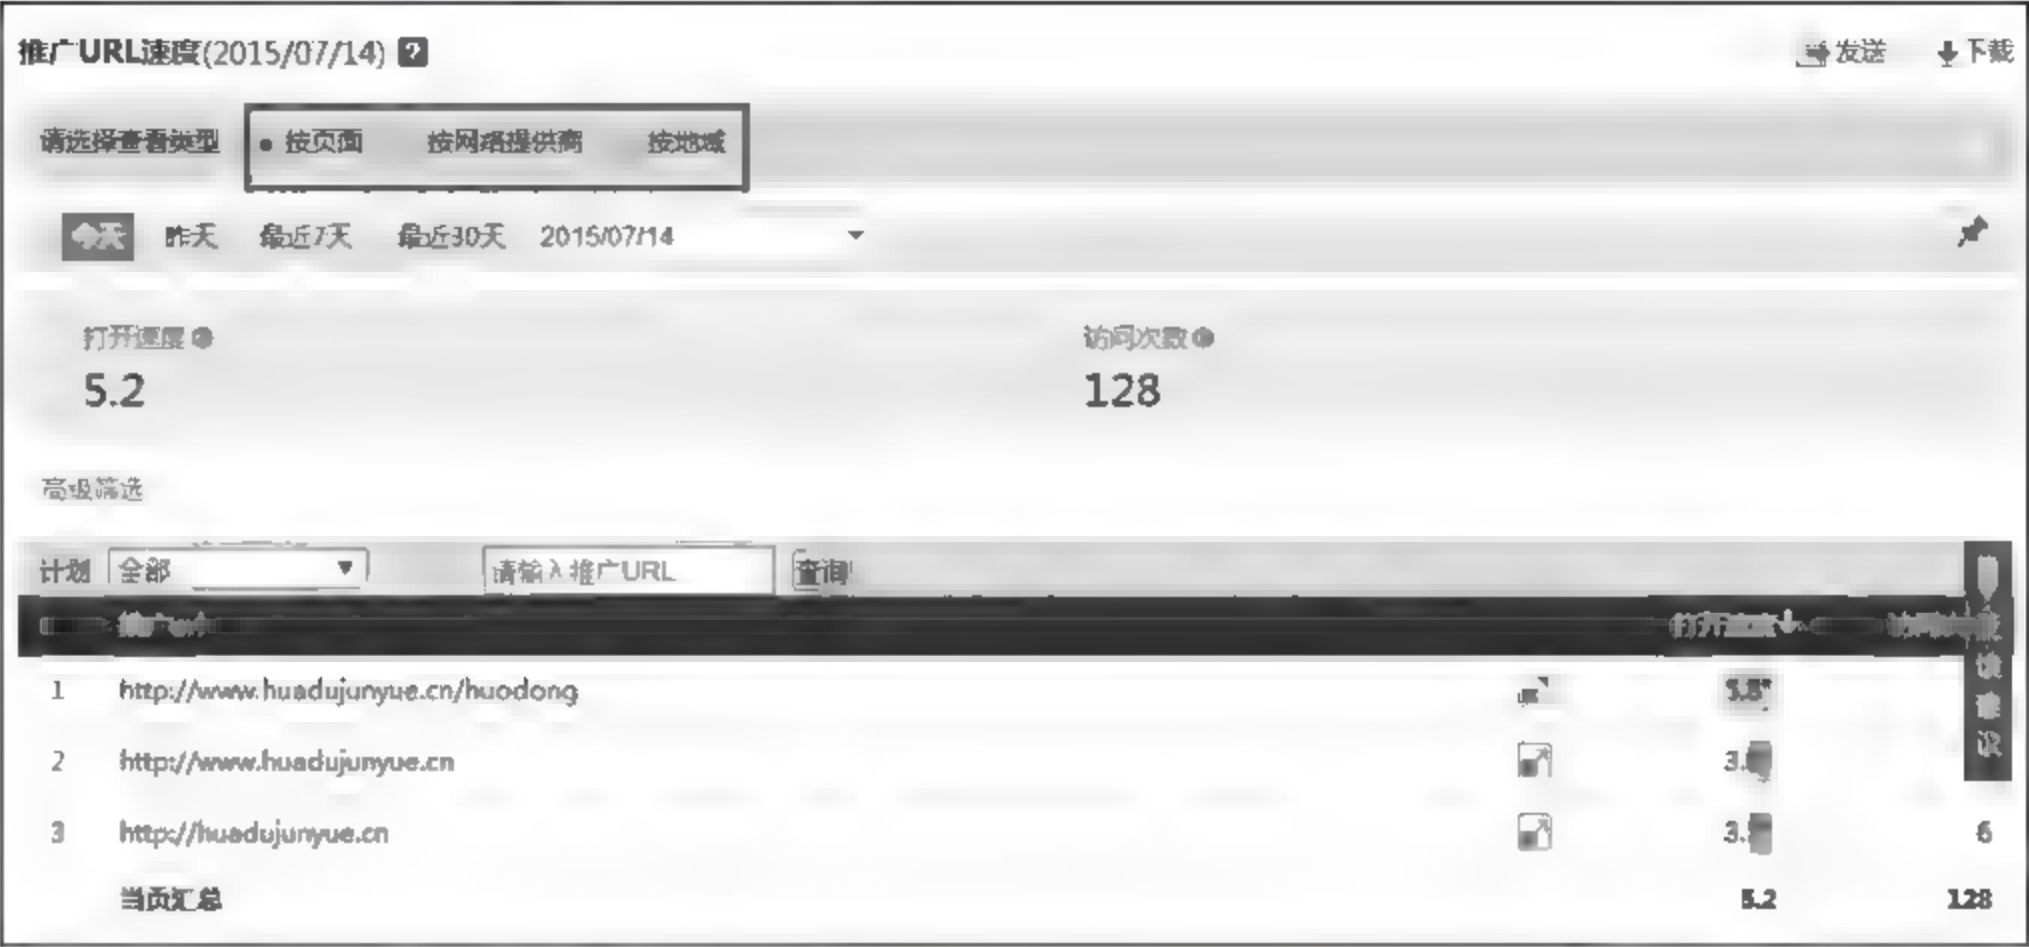 推广URL速度(2015/07/14) ? 发送 下载
请选择查看类型 按页面 按网络提供商 按地域
今天 昨天 最近7天 最近30天 2015/07/14
打开速度 访问次数
5.2 128
高级筛选
计划 全部 请输入推广URL 查询
打开速度
1 http://www.huadujunyue.cn/huodong
2 http://www.huadujunyue.cn
3 http://huadujunyue.cn 6
当页汇总 5.2 128